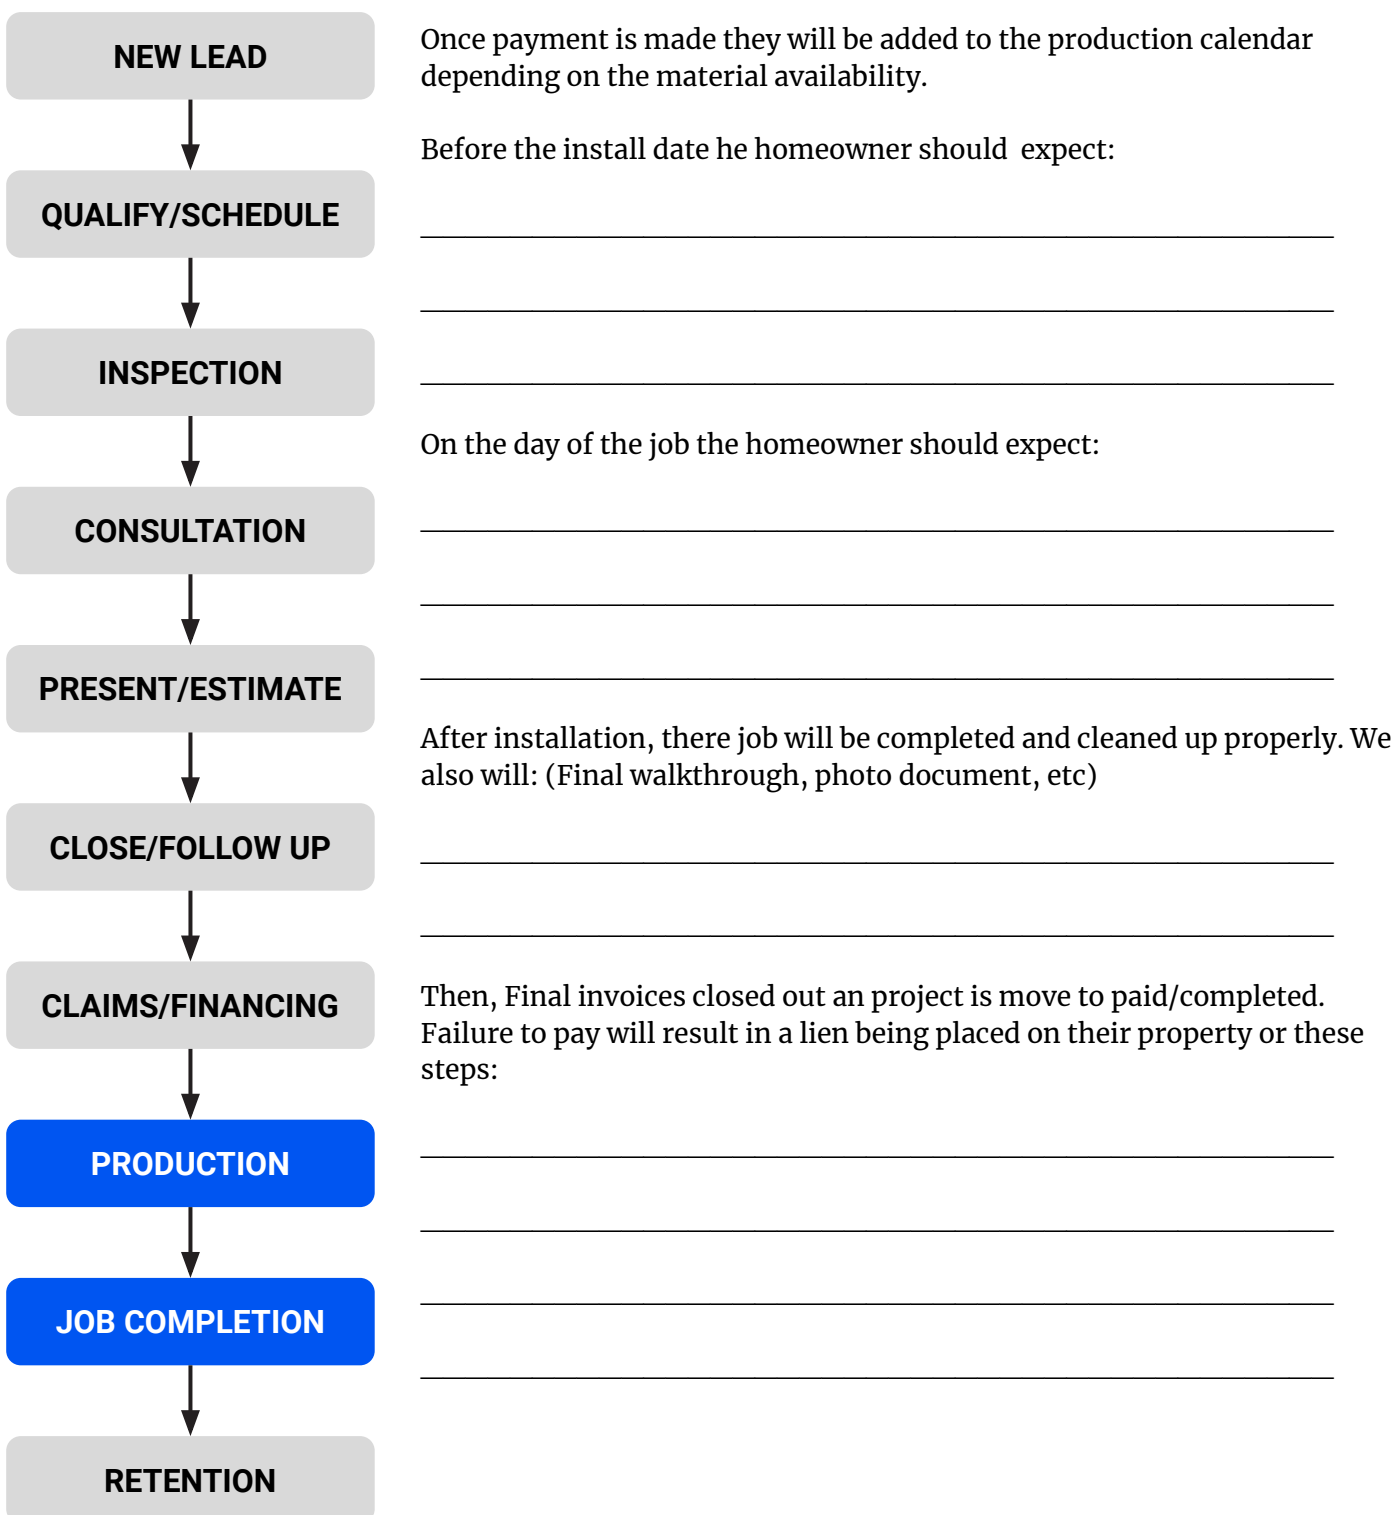 NEW LEAD
QUALIFY/SCHEDULE
INSPECTION
CONSULTATION
PRESENT/ESTIMATE
CLOSE/FOLLOW UP
CLAIMS/FINANCING
PRODUCTION
JOB COMPLETION
RETENTION
Once payment is made they will be added to the production calendar
depending on the material availability.
Before the install date he homeowner should  expect:
On the day of the job the homeowner should expect:
After installation, there job will be completed and cleaned up properly. We
also will: (Final walkthrough, photo document, etc)
Then, Final invoices closed out an project is move to paid/completed.
Failure to pay will result in a lien being placed on their property or these
steps: